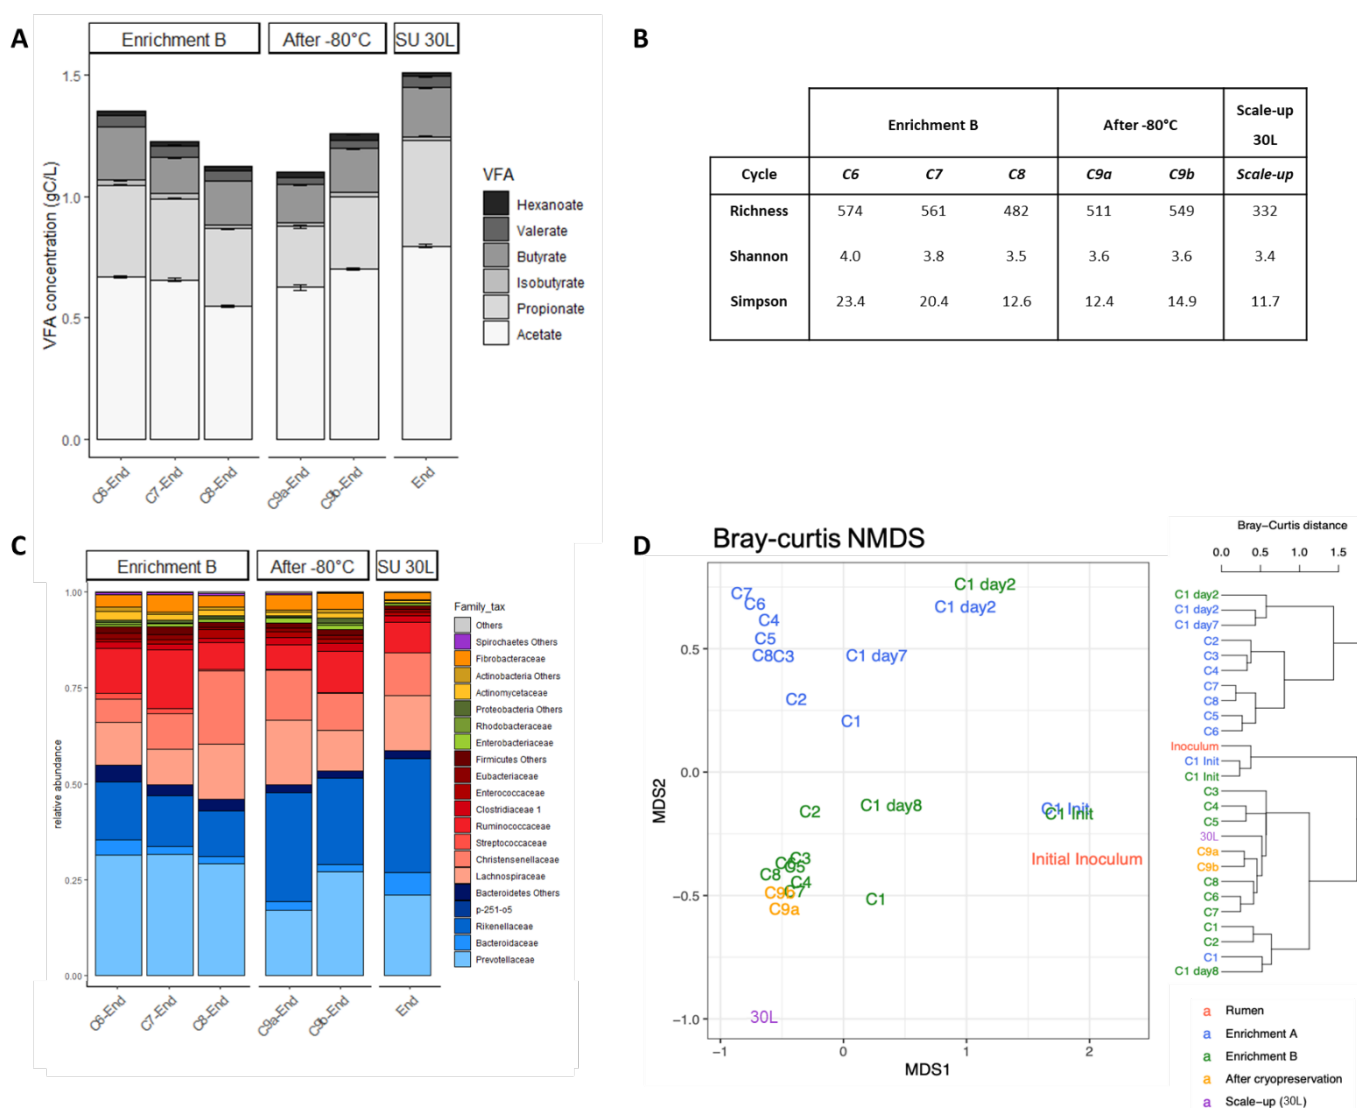 A
Enrichment B
After -80°C
SU 30L
VFA concentration (gC/L)
1.5
1.0
0.5
0.0
C6-End
C7-End
C8-End
C9a-End
C9b-End
End
VFA
Hexanoate
Valerate
Butyrate
Isobutyrate
Propionate
Acetate
B
Enrichment B
After -80°C
Scale-up
30L
Cycle C6 C7 C8 C9a C9b Scale-up
Richness 574 561 482 511 549 332
Shannon 4.0 3.8 3.5 3.6 3.6 3.4
Simpson 23.4 20.4 12.6 12.4 14.9 11.7
C
Enrichment B
After -80°C
SU 30L
relative abundance
1.00
0.75
0.50
0.25
0.00
C6-End
C7-End
C8-End
C9a-End
C9b-End
End
Family_tax
Others
Spirochaetes Others
Fibrobacteraceae
Actinobacteria Others
Actinomycetaceae
Proteobacteria Others
Rhodobacteraceae
Enterobacteriaceae
Firmicutes Others
Eubacteriaceae
Enterococcaceae
Clostridiaceae 1
Ruminococcaceae
Streptococcaceae
Christensenellaceae
Lachnospiraceae
Bacteroidetes Others
p-251-o5
Rikenellaceae
Bacteroidaceae
Prevotellaceae
D
Bray-curtis NMDS
MDS2
0.5
0.0
−0.5
−1.0
C7
C6
C4
C5
C8
C3
C2
C1
C1 day7
C1 day2
C1 day2
C2
C1 day8
C1 Init
C1 Init
Initial Inoculum
C6
C3
C5
C8
C4
C7
C9b
C9a
C1
30L
−1
0
1
2
MDS1
Bray−Curtis distance
0.0 0.5 1.0 1.5
C1 day2
C1 day2
C1 day7
C2
C3
C4
C7
C8
C5
C6
Inoculum
C1 Init
C1 Init
C3
C4
C5
30L
C9a
C9b
C8
C6
C7
C1
C2
C1
C1 day8
a Rumen
a Enrichment A
a Enrichment B
a After cryopreservation
a Scale-up (30L)